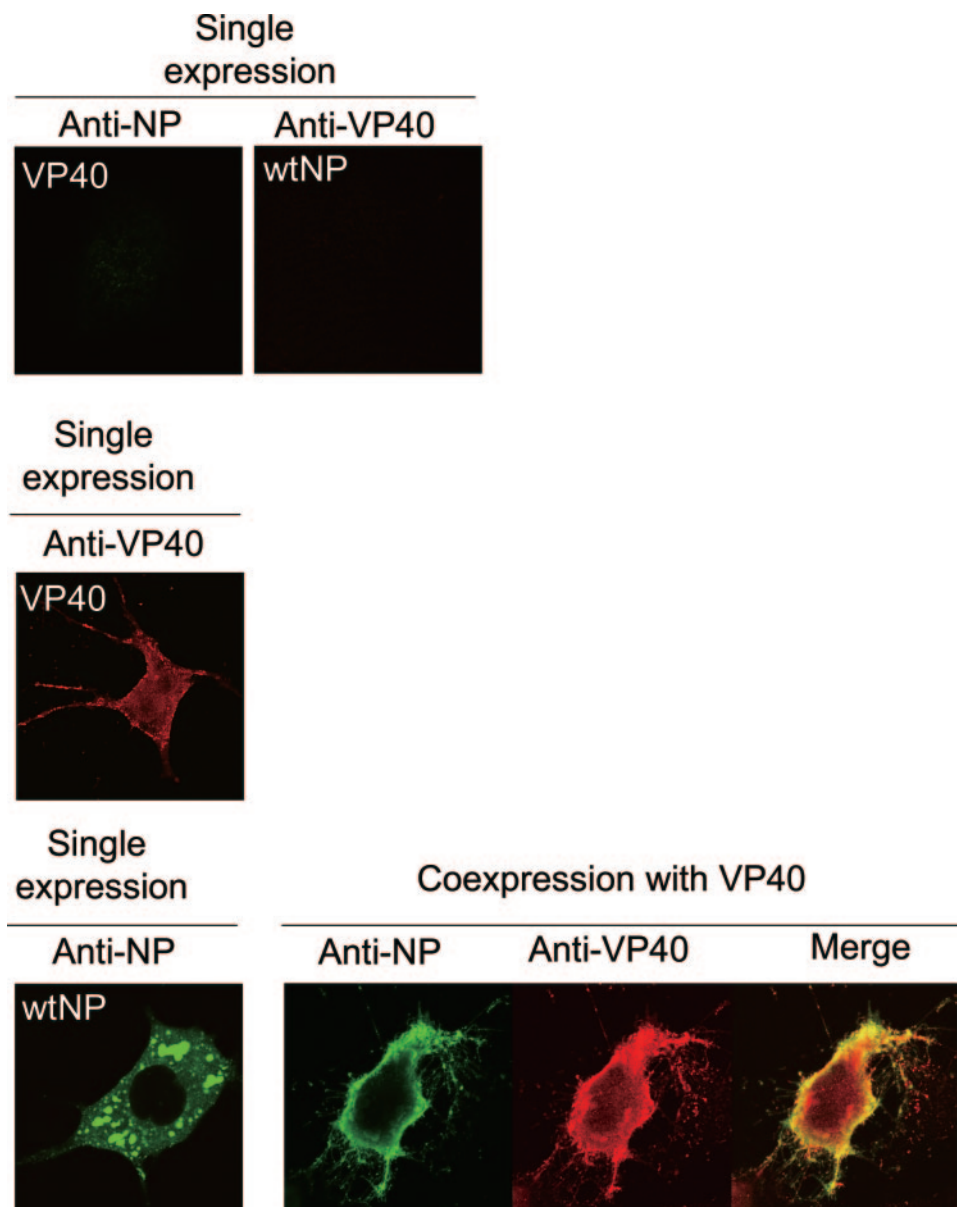 Single
expression
Anti-NP Anti-VP40
VP40 wtNP
Single
expression
Anti-VP40
VP40
Single
expression
Coexpression with VP40
Anti-NP Anti-NP Anti-VP40 Merge
wtNP